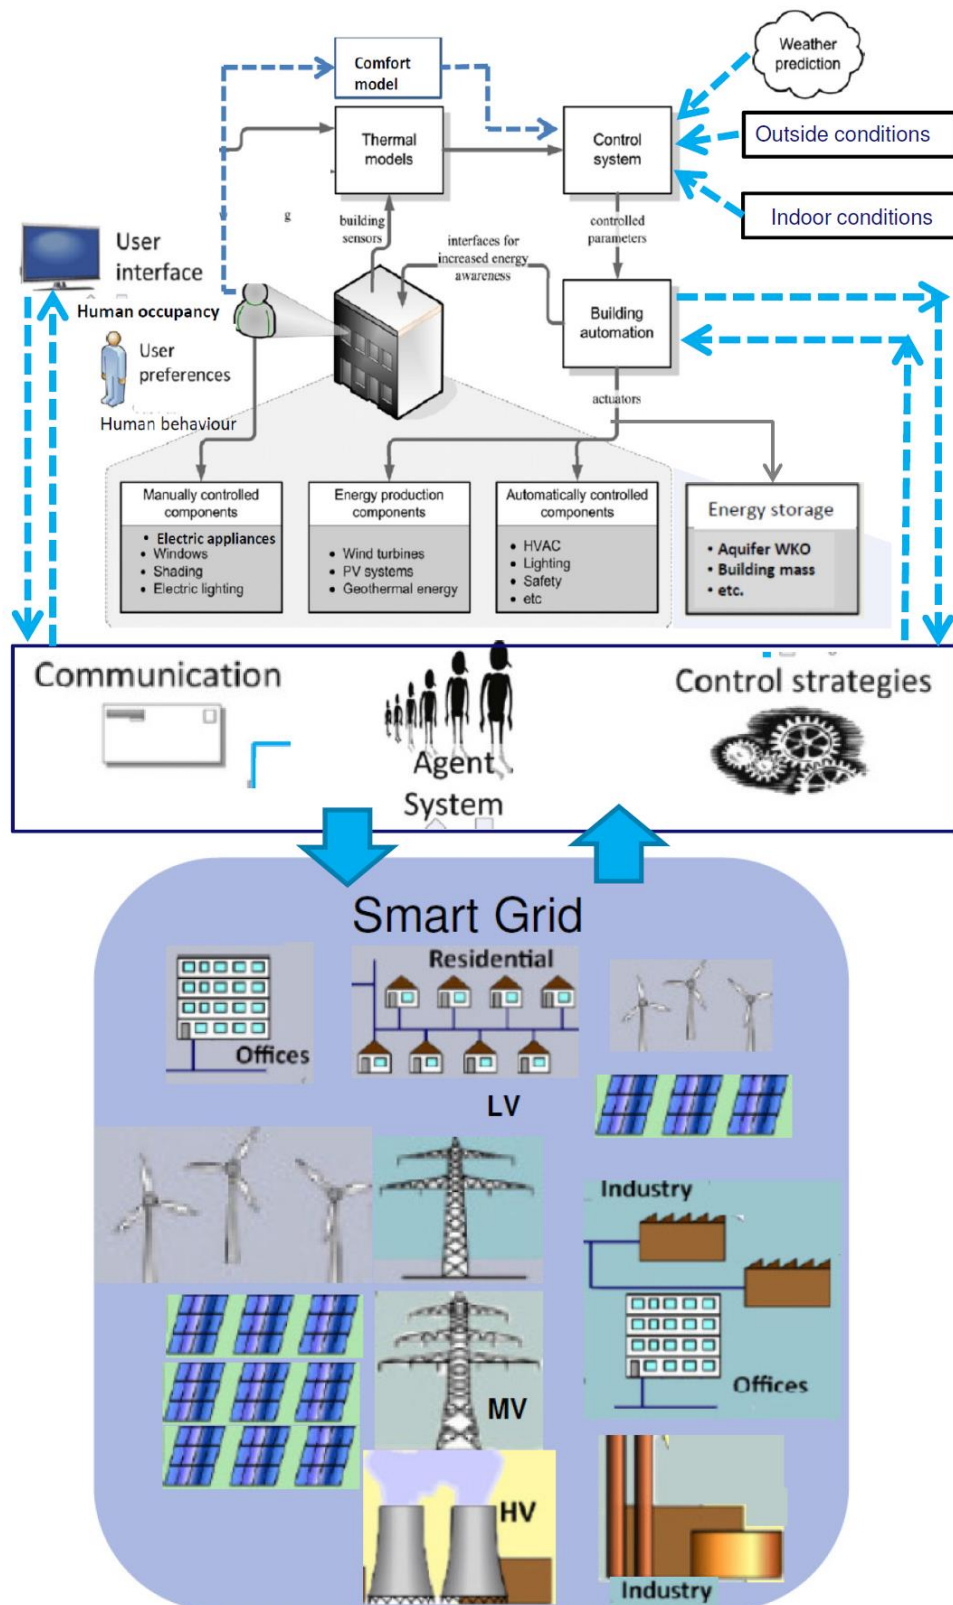 Comfort
model
Weather
prediction
Thermal
models
Control
system
Outside conditions
Indoor conditions
g
building
sensors
controlled
parameters
interfaces for
increased energy
awareness
User
interface
Human occupancy
User
preferences
Human behaviour
Building
automation
actuators
Manually controlled
components
• Electric appliances
• Windows
• Shading
• Electric lighting
Energy production
components
• Wind turbines
• PV systems
• Geothermal energy
Automatically controlled
components
• HVAC
• Lighting
• Safety
• etc
Energy storage
• Aquifer WKO
• Building mass
• etc.
Communication
Agent
System
Control strategies
Smart Grid
Offices
Residential
LV
Industry
Offices
MV
HV
Industry